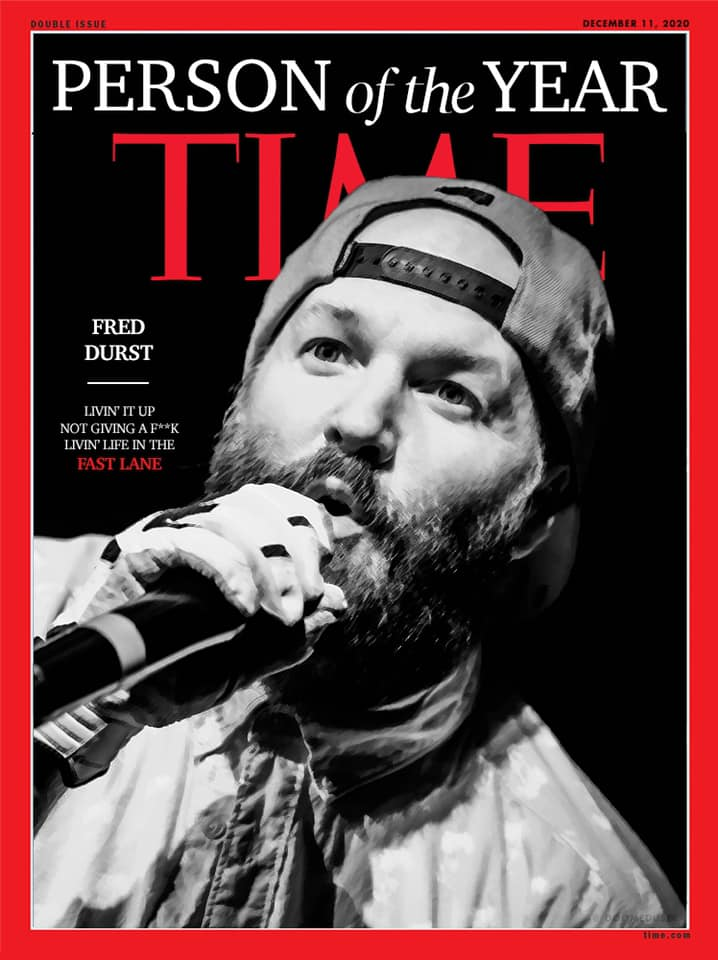 DOUBLE ISSUE
DECEMBER 11, 2020
PERSON of the YEAR
TIME
FRED
DURST
LIVIN' IT UP
NOT GIVING A F**K
LIVIN' LIFE IN THE
FAST LANE
time.com